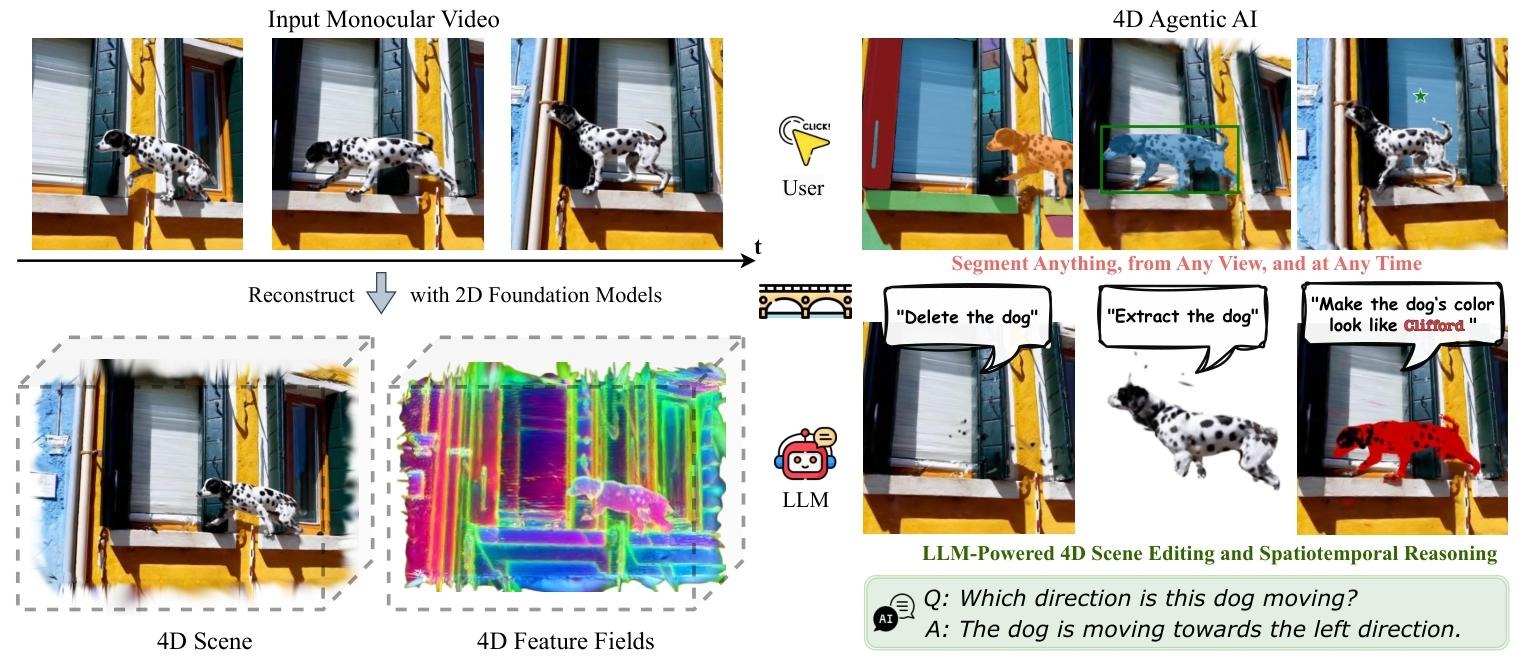 Input Monocular Video
t
Reconstruct with 2D Foundation Models
4D Scene
4D Feature Fields
4D Agentic AI
CLICK!
User
Segment Anything, from Any View, and at Any Time
"Delete the dog"
"Extract the dog"
"Make the dog's color
look like Clifford "
LLM
LLM-Powered 4D Scene Editing and Spatiotemporal Reasoning
AI
Q: Which direction is this dog moving?
A: The dog is moving towards the left direction.